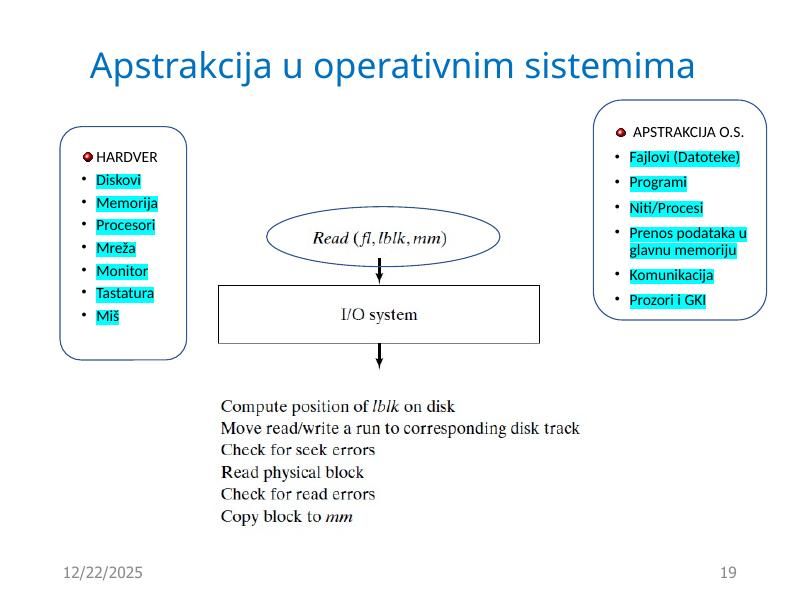 Apstrakcija u operativnim sistemima
HARDVER
• Diskovi
• Memorija
• Procesori
• Mreža
• Monitor
• Tastatura
• Miš
APSTRAKCIJA O.S.
• Fajlovi (Datoteke)
• Programi
• Niti/Procesi
• Prenos podataka u
glavnu memoriju
• Komunikacija
• Prozori i GKI
Read (fl, lblk, mm)
I/O system
Compute position of lblk on disk
Move read/write a run to corresponding disk track
Check for seek errors
Read physical block
Check for read errors
Copy block to mm
12/22/2025
19